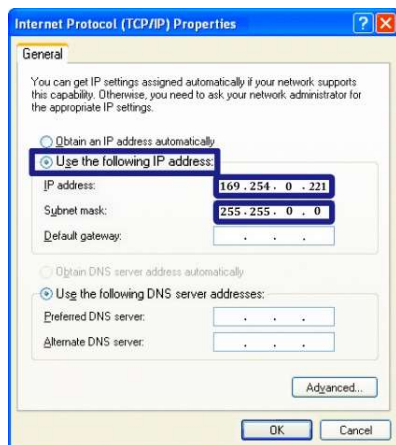 Internet Protocol (TCP/IP) Properties
General
You can get IP settings assigned automatically if your network supports
this capability. Otherwise, you need to ask your network administrator for
the appropriate IP settings.
Obtain an IP address automatically
Use the following IP address:
IP address: 169 . 254 . 0 . 221
Subnet mask: 255 . 255 . 0 . 0
Default gateway: . . .
Obtain DNS server address automatically
Use the following DNS server addresses:
Preferred DNS server: . . .
Alternate DNS server: . . .
Advanced...
OK Cancel